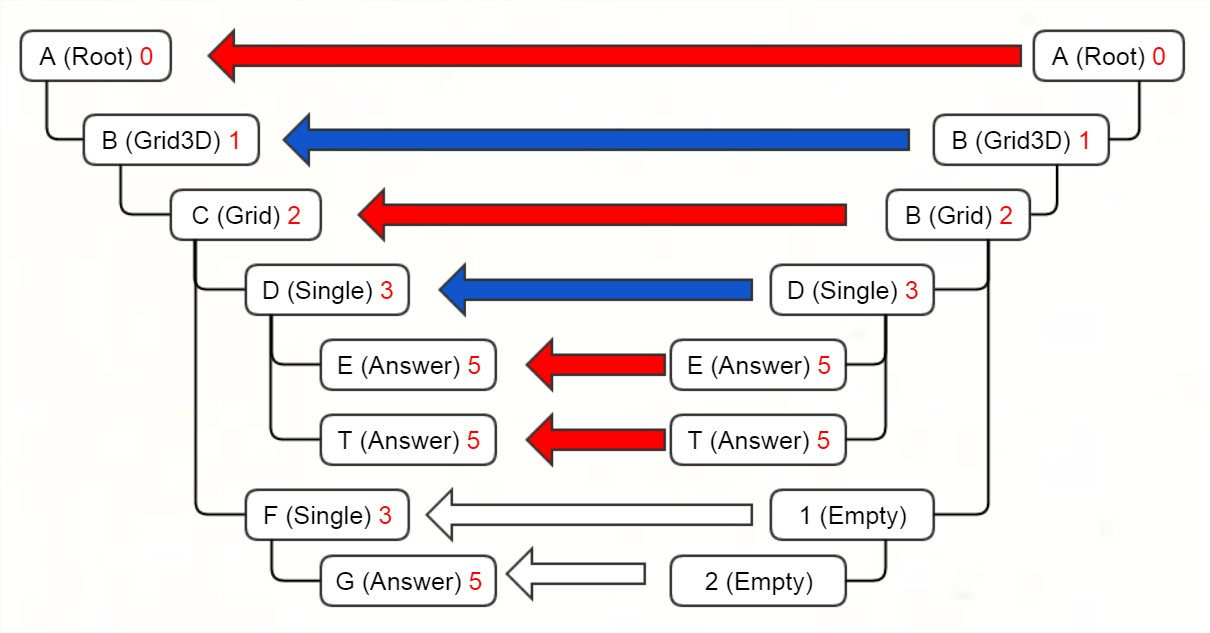 A (Root) 0
A (Root) 0
B (Grid3D) 1
B (Grid3D) 1
C (Grid) 2
B (Grid) 2
D (Single) 3
D (Single) 3
E (Answer) 5
E (Answer) 5
T (Answer) 5
T (Answer) 5
F (Single) 3
1 (Empty)
G (Answer) 5
2 (Empty)